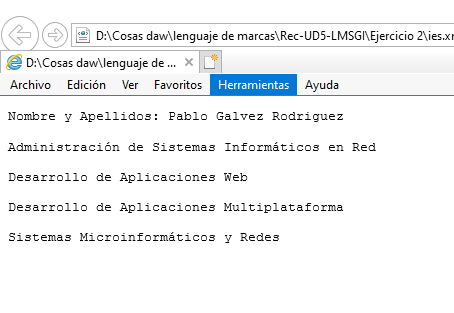 D:\Cosas daw\lenguaje de marcas\Rec-UD5-LMSGI\Ejercicio 2\ies.xm
D:\Cosas daw\lenguaje de ...
Archivo Edición Ver Favoritos Herramientas Ayuda
Nombre y Apellidos: Pablo Galvez Rodriguez
Administración de Sistemas Informáticos en Red
Desarrollo de Aplicaciones Web
Desarrollo de Aplicaciones Multiplataforma
Sistemas Microinformáticos y Redes